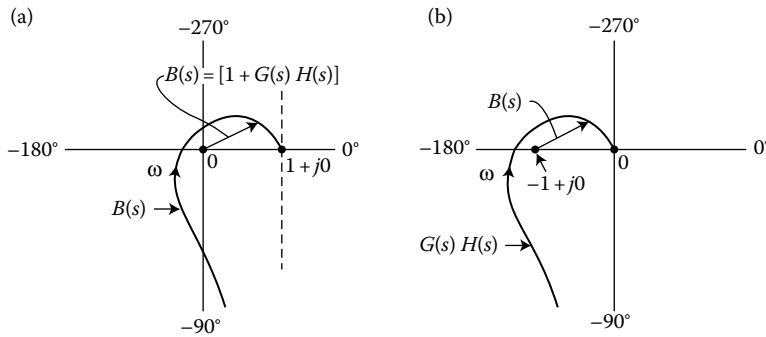 (a)
−270°
B(s) = [1 + G(s) H(s)]
−180°
0°
0
1 + j0
ω
B(s)
−90°
(b)
−270°
B(s)
−180°
0°
0
−1 + j0
ω
G(s) H(s)
−90°